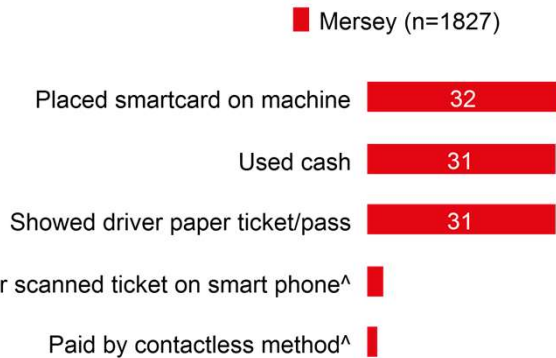 Mersey (n=1827)
Placed smartcard on machine 32
Used cash 31
Showed driver paper ticket/pass 31
r scanned ticket on smart phone^
Paid by contactless method^